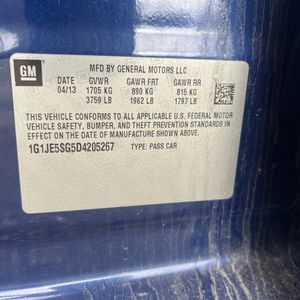 GM
MFD BY GENERAL MOTORS LLC
DATE GVWR GAWR FRT GAWR RR
04/13 1705 KG 890 KG 815 KG
3759 LB 1962 LB 1797 LB
THIS VEHICLE CONFORMS TO ALL APPLICABLE U.S. FEDERAL MOTOR
VEHICLE SAFETY, BUMPER, AND THEFT PREVENTION STANDARDS
IN EFFECT ON THE DATE OF MANUFACTURE SHOWN ABOVE.
1G1JE5SG5D4205267
TYPE: PASS CAR